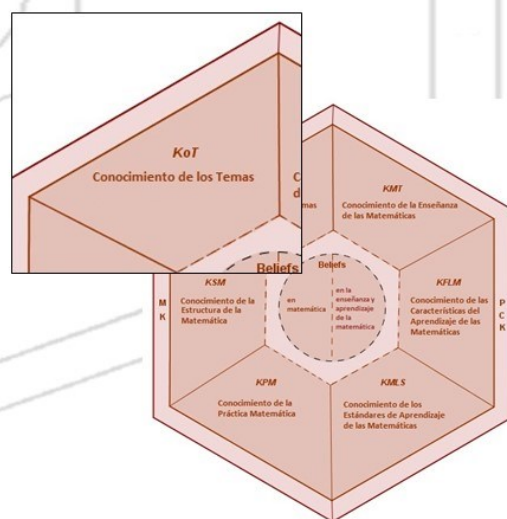 KoT
Conocimiento de los Temas
KMT
Conocimiento de la Enseñanza
de las Matemáticas
Beliefs
Beliefs
en
matemática
en la
enseñanza y
aprendizaje
de la
matemática
KSM
Conocimiento de la
Estructura de la
Matemática
KFLM
Conocimiento de las
Características del
Aprendizaje de las
Matemáticas
M
K
P
C
K
KPM
Conocimiento de la
Práctica Matemática
KMLS
Conocimiento de los
Estándares de Aprendizaje
de las Matemáticas